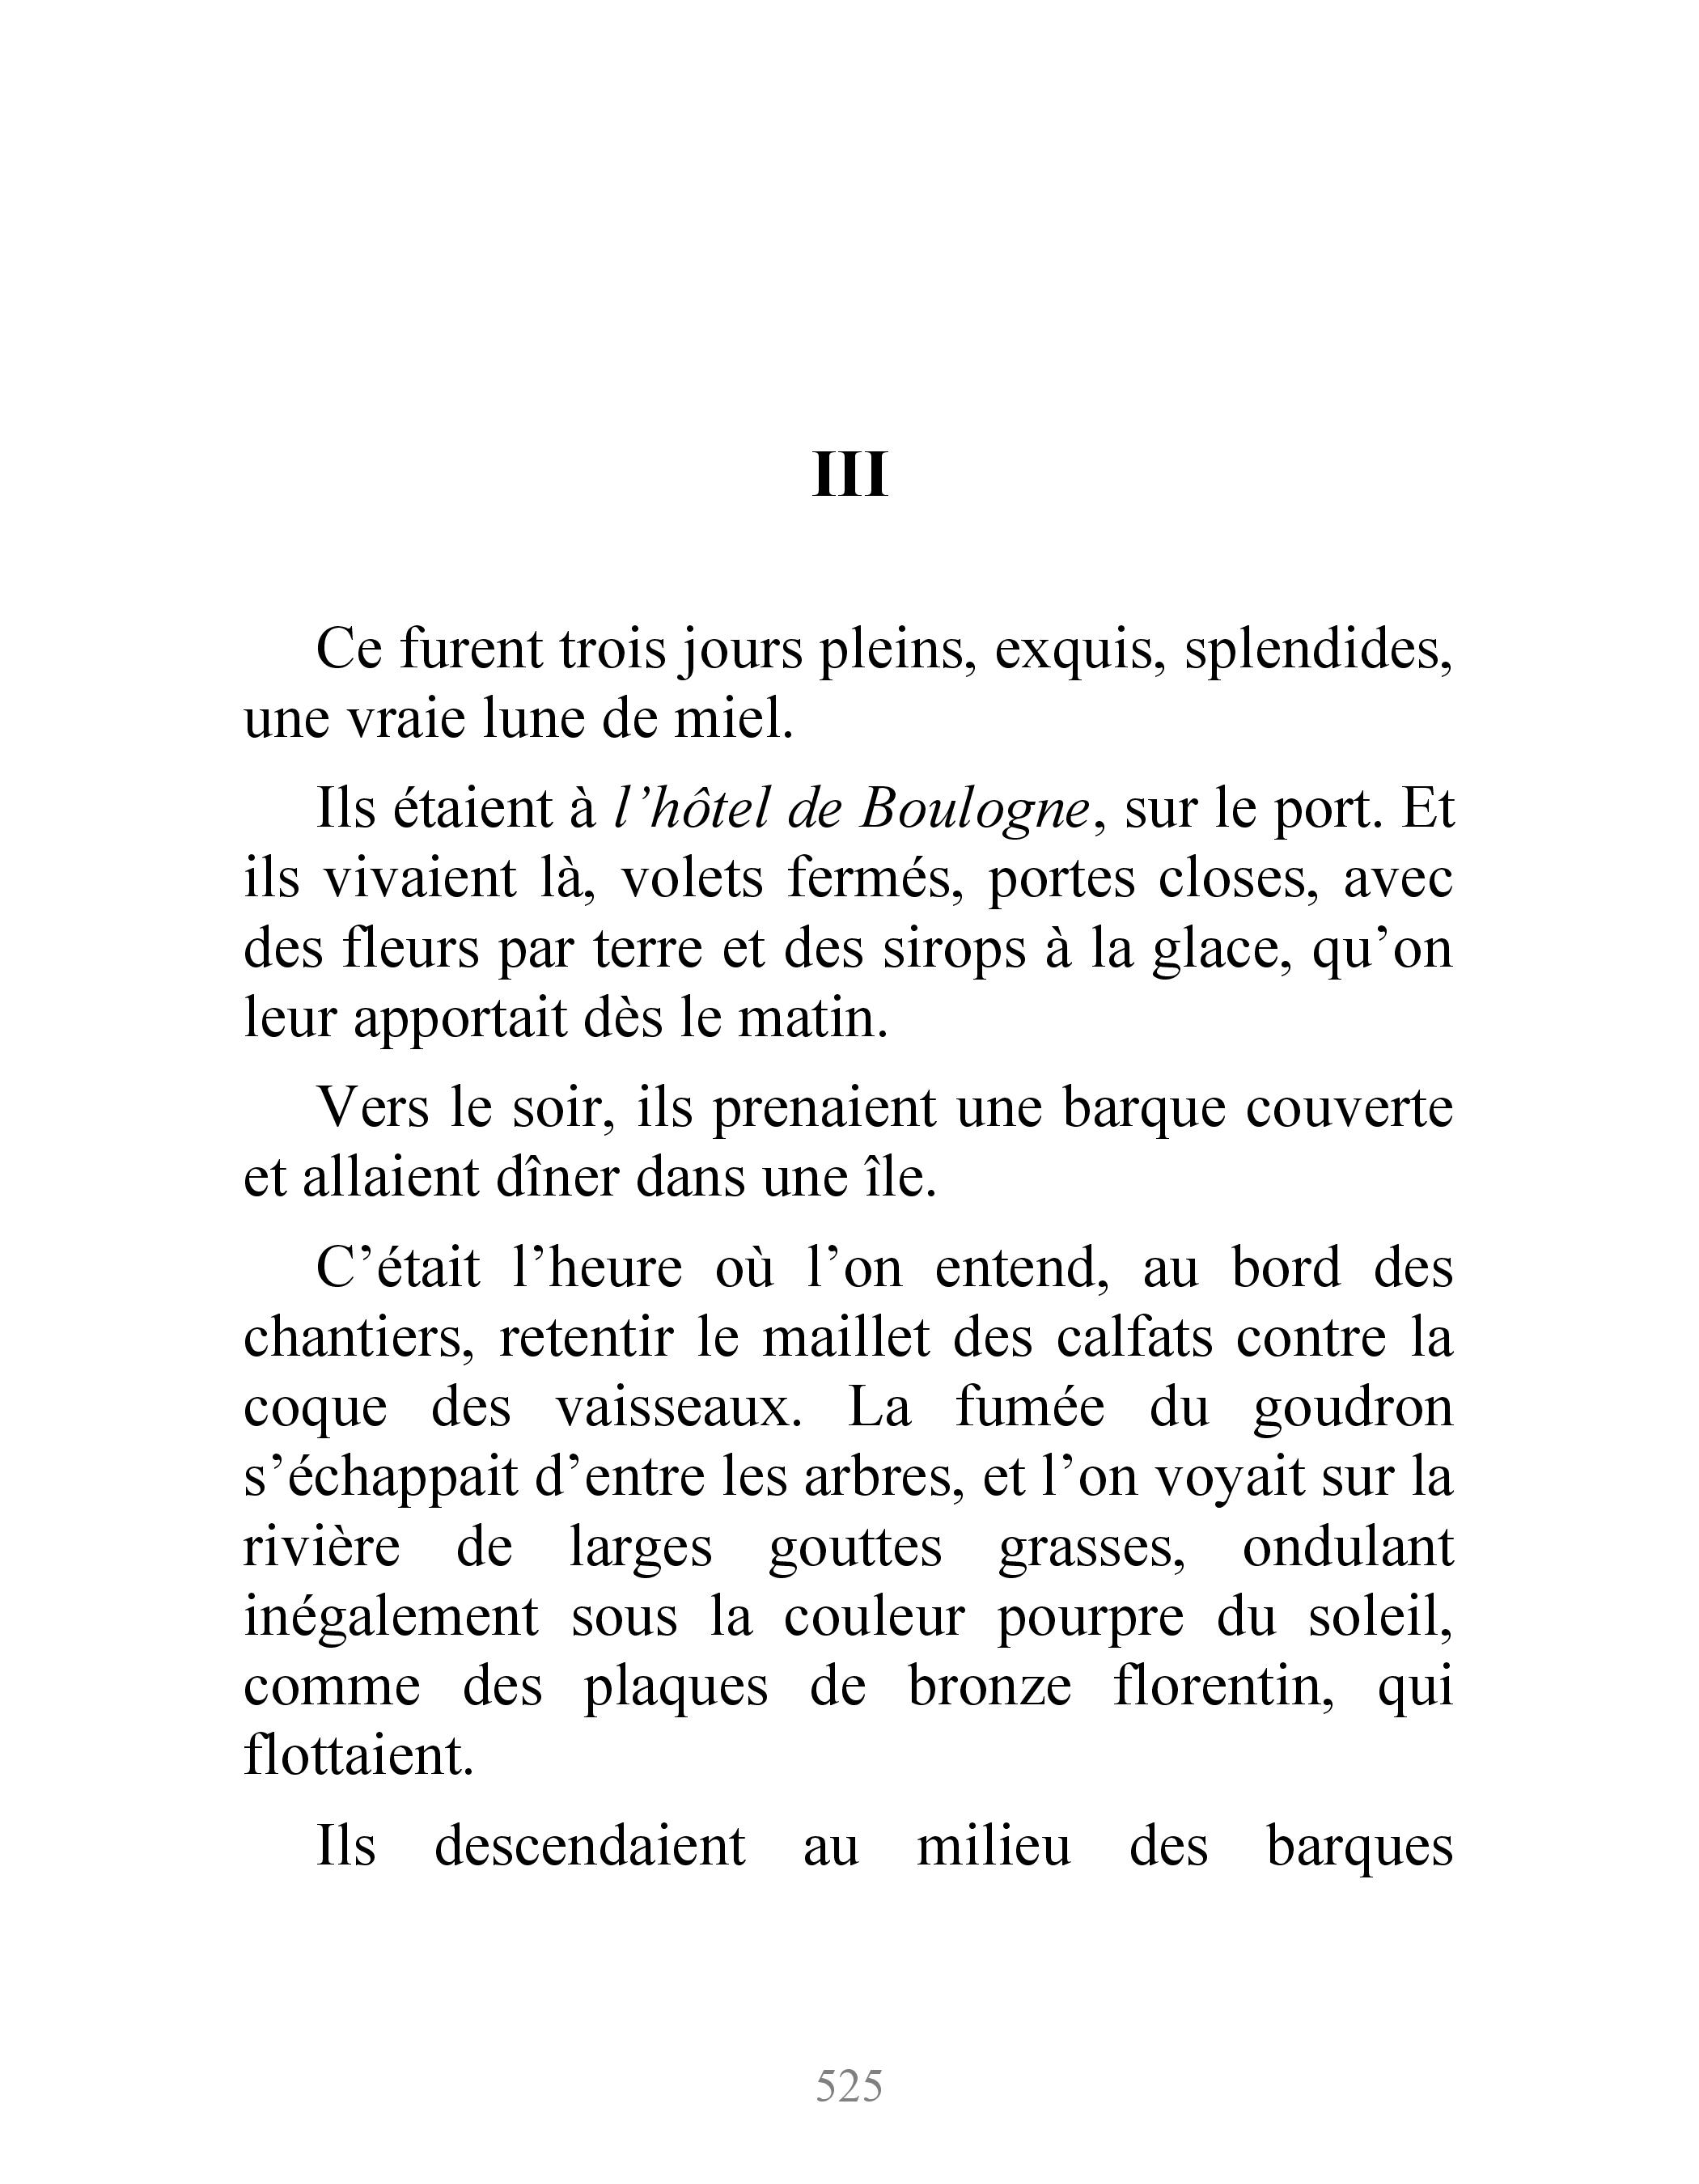 III
Ce furent trois jours pleins, exquis, splendides,
une vraie lune de miel.
Ils étaient à l’hôtel de Boulogne, sur le port. Et
ils vivaient là, volets fermés, portes closes, avec
des fleurs par terre et des sirops à la glace, qu’on
leur apportait dès le matin.
Vers le soir, ils prenaient une barque couverte
et allaient dîner dans une île.
C’était l’heure où l’on entend, au bord des
chantiers, retentir le maillet des calfats contre la
coque des vaisseaux. La fumée du goudron
s’échappait d’entre les arbres, et l’on voyait sur la
rivière de larges gouttes grasses, ondulant
inégalement sous la couleur pourpre du soleil,
comme des plaques de bronze florentin, qui
flottaient.
Ils descendaient au milieu des barques
525